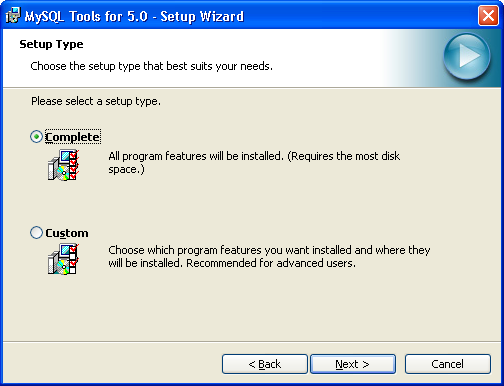 MySQL Tools for 5.0 - Setup Wizard
Setup Type
Choose the setup type that best suits your needs.
Please select a setup type.
Complete
All program features will be installed. (Requires the most disk
space.)
Custom
Choose which program features you want installed and where they
will be installed. Recommended for advanced users.
< Back
Next >
Cancel